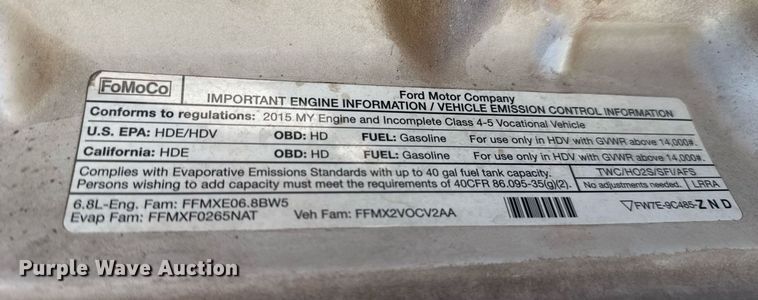 FoMoCo
Ford Motor Company
IMPORTANT ENGINE INFORMATION / VEHICLE EMISSION CONTROL INFORMATION
Conforms to regulations: 2015 MY Engine and Incomplete Class 4-5 Vocational Vehicle
U.S. EPA: HDE/HDV OBD: HD FUEL: Gasoline For use only in HDV with GVWR above 14,000#.
California: HDE OBD: HD FUEL: Gasoline For use only in HDV with GVWR above 14,000#.
Complies with Evaporative Emissions Standards with up to 40 gal fuel tank capacity. TWC/HO2S/SFI/AFS
Persons wishing to add capacity must meet the requirements of 40CFR 86.095-35(g)(2). No adjustments needed. LRRA
6.8L-Eng. Fam: FFMXE06.8BW5
Evap Fam: FFMXF0265NAT Veh Fam: FFMX2VOCV2AA FW7E-9C485-ZND
Purple Wave Auction